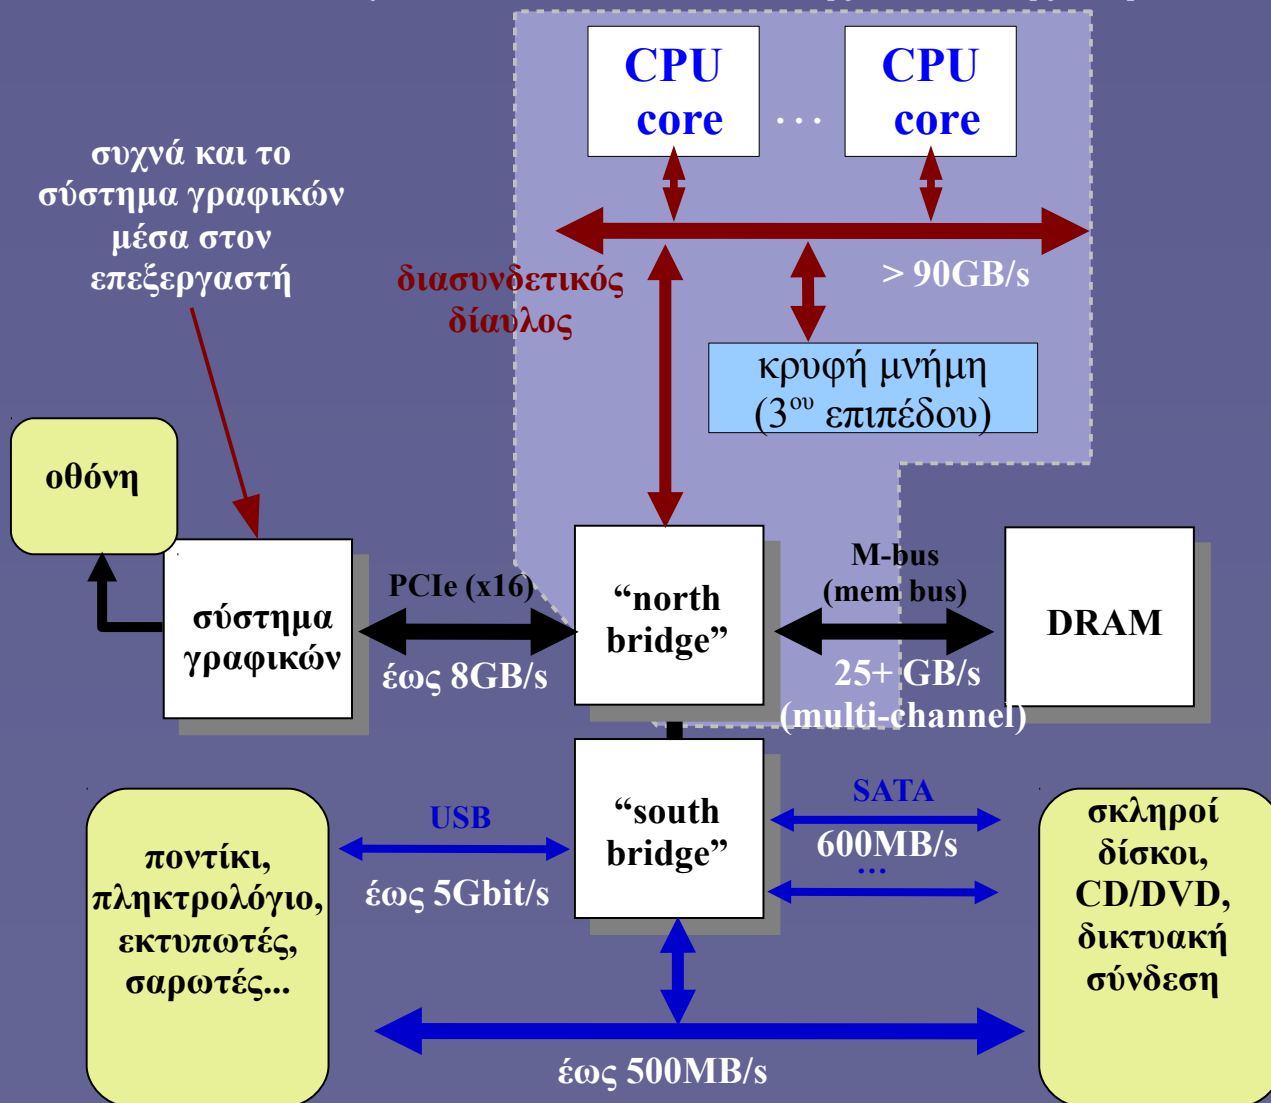 CPU
core
...
CPU
core
συχνά και το
σύστημα γραφικών
μέσα στον
επεξεργαστή
διασυνδετικός
δίαυλος
> 90GB/s
κρυφή μνήμη
(3ου επιπέδου)
οθόνη
σύστημα
γραφικών
PCIe (x16)
έως 8GB/s
“north
bridge”
M-bus
(mem bus)
25+ GB/s
(multi-channel)
DRAM
“south
bridge”
USB
έως 5Gbit/s
SATA
600MB/s
...
ποντίκι,
πληκτρολόγιο,
εκτυπωτές,
σαρωτές...
σκληροί
δίσκοι,
CD/DVD,
δικτυακή
σύνδεση
έως 500MB/s